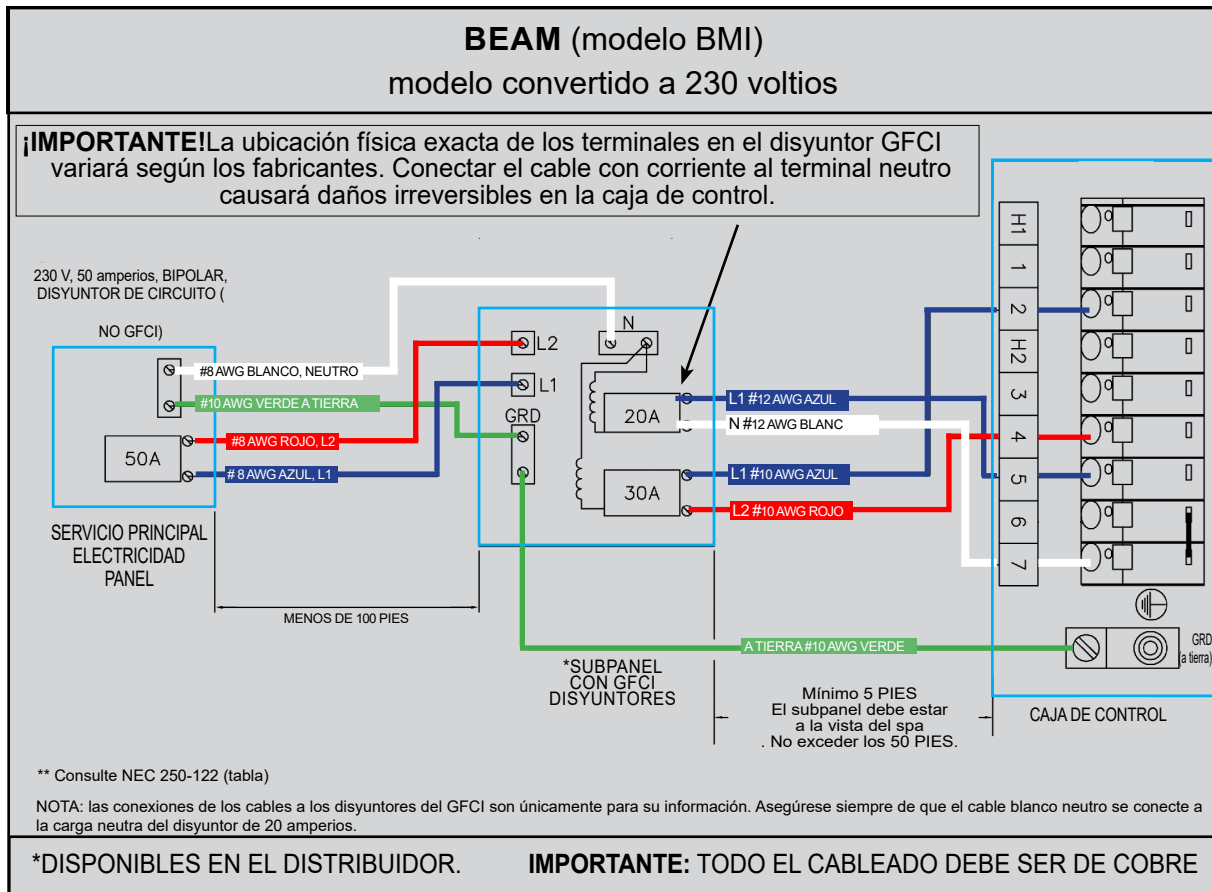 BEAM (modelo BMI)
modelo convertido a 230 voltios
¡IMPORTANTE!La ubicación física exacta de los terminales en el disyuntor GFCI
variará según los fabricantes. Conectar el cable con corriente al terminal neutro
causará daños irreversibles en la caja de control.
230 V, 50 amperios, BIPOLAR,
DISYUNTOR DE CIRCUITO (
NO GFCI)
#8 AWG BLANCO, NEUTRO
#10 AWG VERDE A TIERRA
#8 AWG ROJO, L2
# 8 AWG AZUL, L1
50A
SERVICIO PRINCIPAL
ELECTRICIDAD
PANEL
MENOS DE 100 PIES
L2
L1
GRD
N
20A
30A
*SUBPANEL
CON GFCI
DISYUNTORES
L1 #12 AWG AZUL
N #12 AWG BLANC
L1 #10 AWG AZUL
L2 #10 AWG ROJO
A TIERRA #10 AWG VERDE
Mínimo 5 PIES
El subpanel debe estar
a la vista del spa
. No exceder los 50 PIES.
H1
1
2
H2
3
4
5
6
7
GRD
(a tierra)
CAJA DE CONTROL
** Consulte NEC 250-122 (tabla)
NOTA: las conexiones de los cables a los disyuntores del GFCI son únicamente para su información. Asegúrese siempre de que el cable blanco neutro se conecte a
la carga neutra del disyuntor de 20 amperios.
*DISPONIBLES EN EL DISTRIBUIDOR.
IMPORTANTE: TODO EL CABLEADO DEBE SER DE COBRE